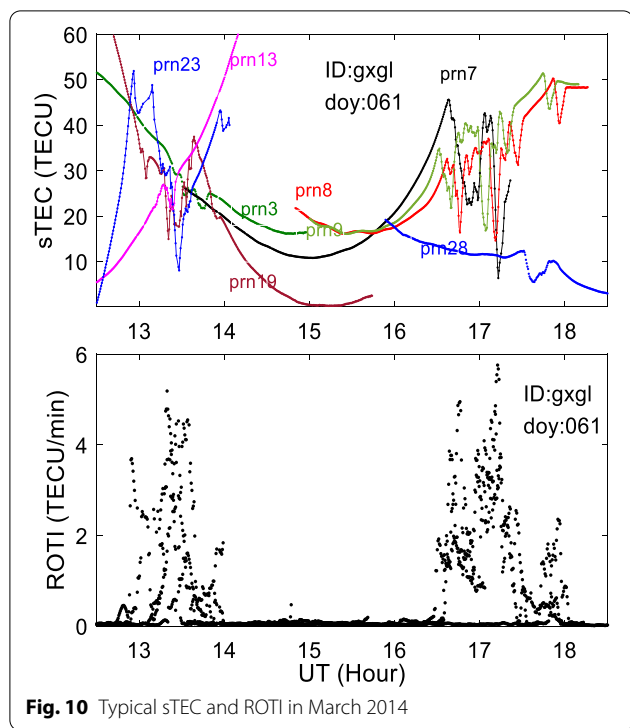 60
50
40
30
20
10
sTEC (TECU)
prn23
prn13
ID:gxgl
doy:061
prn7
prn8
prn3
prn9
prn28
prn19
13 14 15 16 17 18
6
4
2
0
ROTI (TECU/min)
ID:gxgl
doy:061
13 14 15 16 17 18
UT (Hour)
Fig. 10 Typical sTEC and ROTI in March 2014